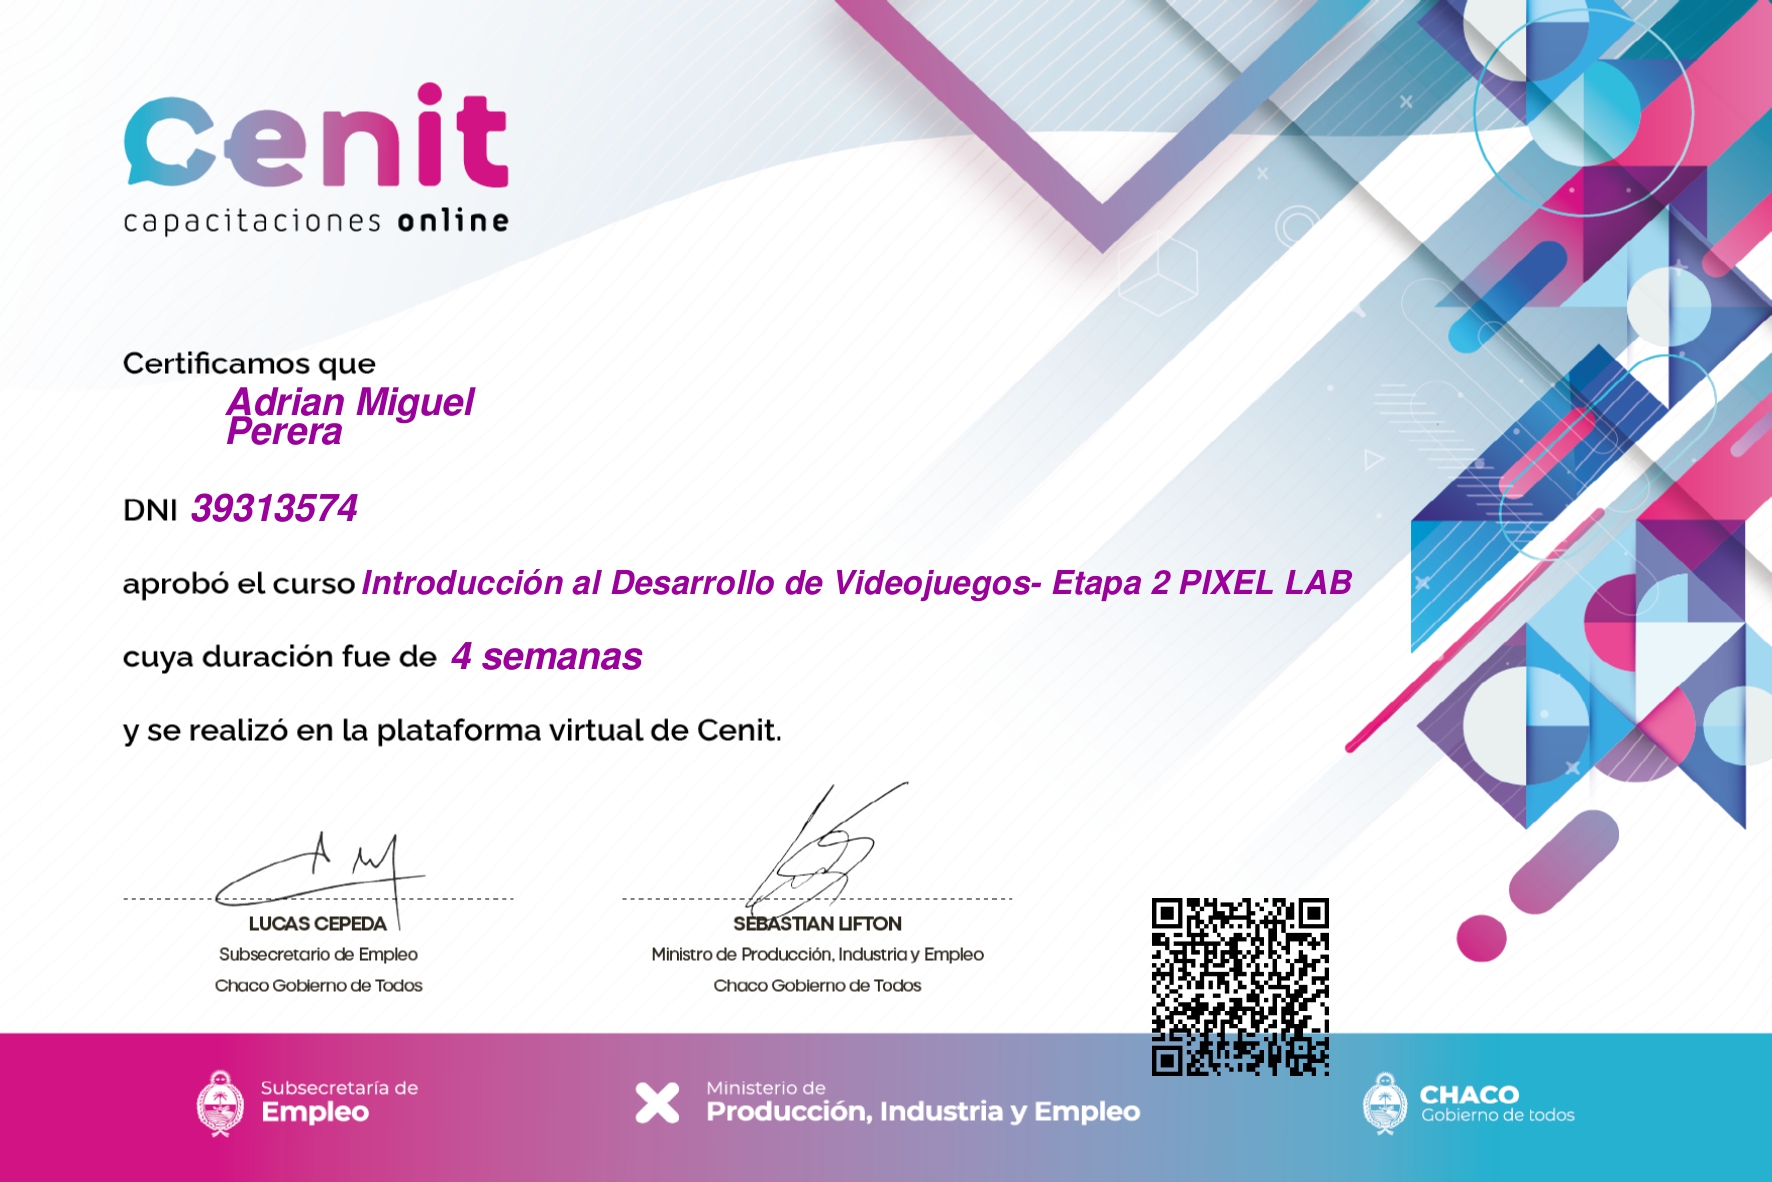 Cenit
capacitaciones online
Certificamos que
Adrian Miguel
Perera
DNI 39313574
aprobó el curso Introducción al Desarrollo de Videojuegos- Etapa 2 PIXEL LAB
cuya duración fue de 4 semanas
y se realizó en la plataforma virtual de Cenit.
LUCAS CEPEDA
Subsecretario de Empleo
Chaco Gobierno de Todos
SEBASTIAN LIFTON
Ministro de Producción, Industria y Empleo
Chaco Gobierno de Todos
Subsecretaría de
Empleo
Ministerio de
Producción, Industria y Empleo
CHACO
Gobierno de todos